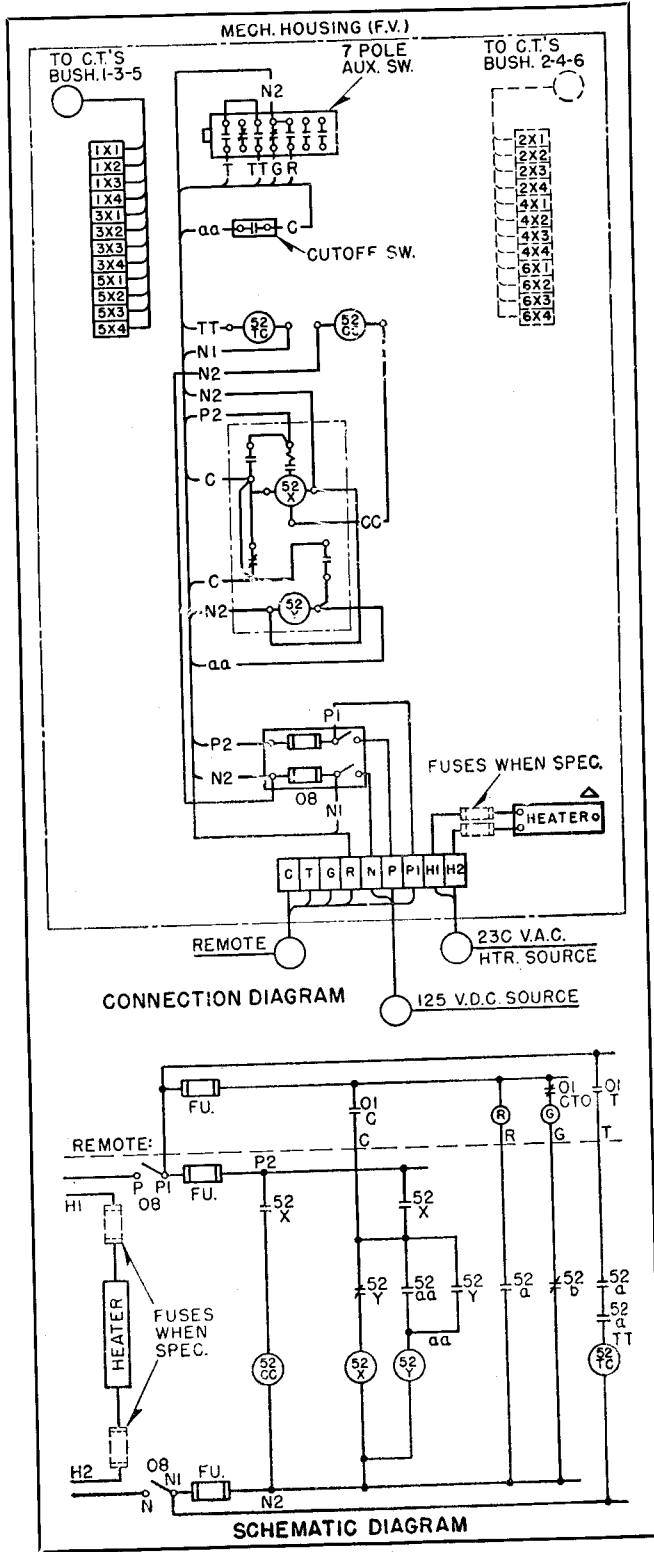 MECH. HOUSING (F.V.)
TO C.T.'S
BUSH. 1-3-5
7 POLE
AUX. SW.
TO C.T.'S
BUSH. 2-4-6
N2
1X1
1X2
1X3
1X4
3X1
3X2
3X3
3X4
5X1
5X2
5X3
5X4
2X1
2X2
2X3
2X4
4X1
4X2
4X3
4X4
6X1
6X2
6X3
6X4
T TT G R
aa
C
CUTOFF SW.
TT
52
TC
52
CC
N1
N2
N2
P2
C
52
X
CC
C
N2
52
Y
aa
P1
P2
N2
08
N1
FUSES WHEN SPEC.
HEATER
C T G R N P P1 H1 H2
REMOTE
230 V.A.C.
HTR. SOURCE
CONNECTION DIAGRAM
125 V.D.C. SOURCE
FU.
01
C
C
R
R
01
CTO
G
G
01
T
T
REMOTE:
P P1
08
FU.
P2
H1
52
X
52
X
HEATER
FUSES
WHEN
SPEC.
52
Y
52
aa
52
Y
aa
52
a
52
b
52
a
52
a
TT
52
CC
52
X
52
Y
52
TC
H2
08
N1
N
FU.
N2
SCHEMATIC DIAGRAM